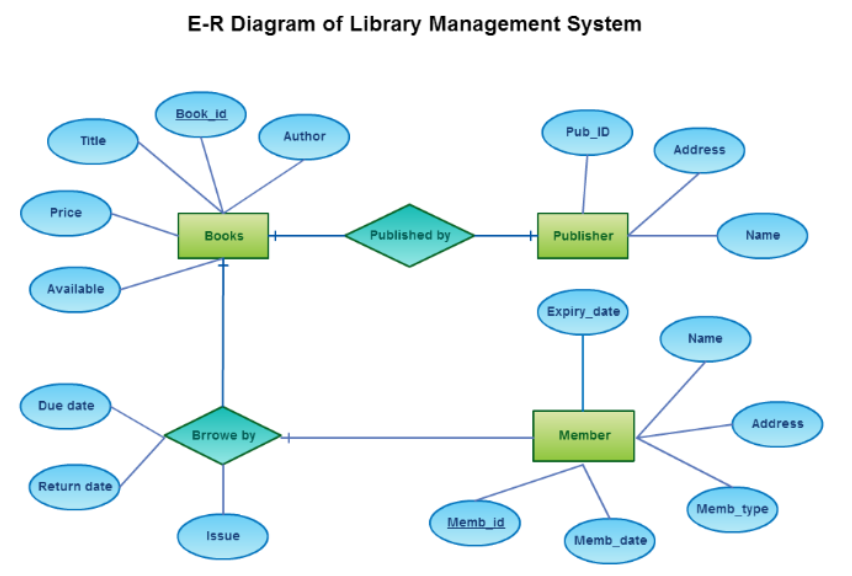 E-R Diagram of Library Management System
Book_id
Title
Author
Pub_ID
Address
Price
Books
Published by
Publisher
Name
Available
Expiry_date
Name
Due date
Brrowe by
Member
Address
Return date
Memb_id
Memb_type
Issue
Memb_date